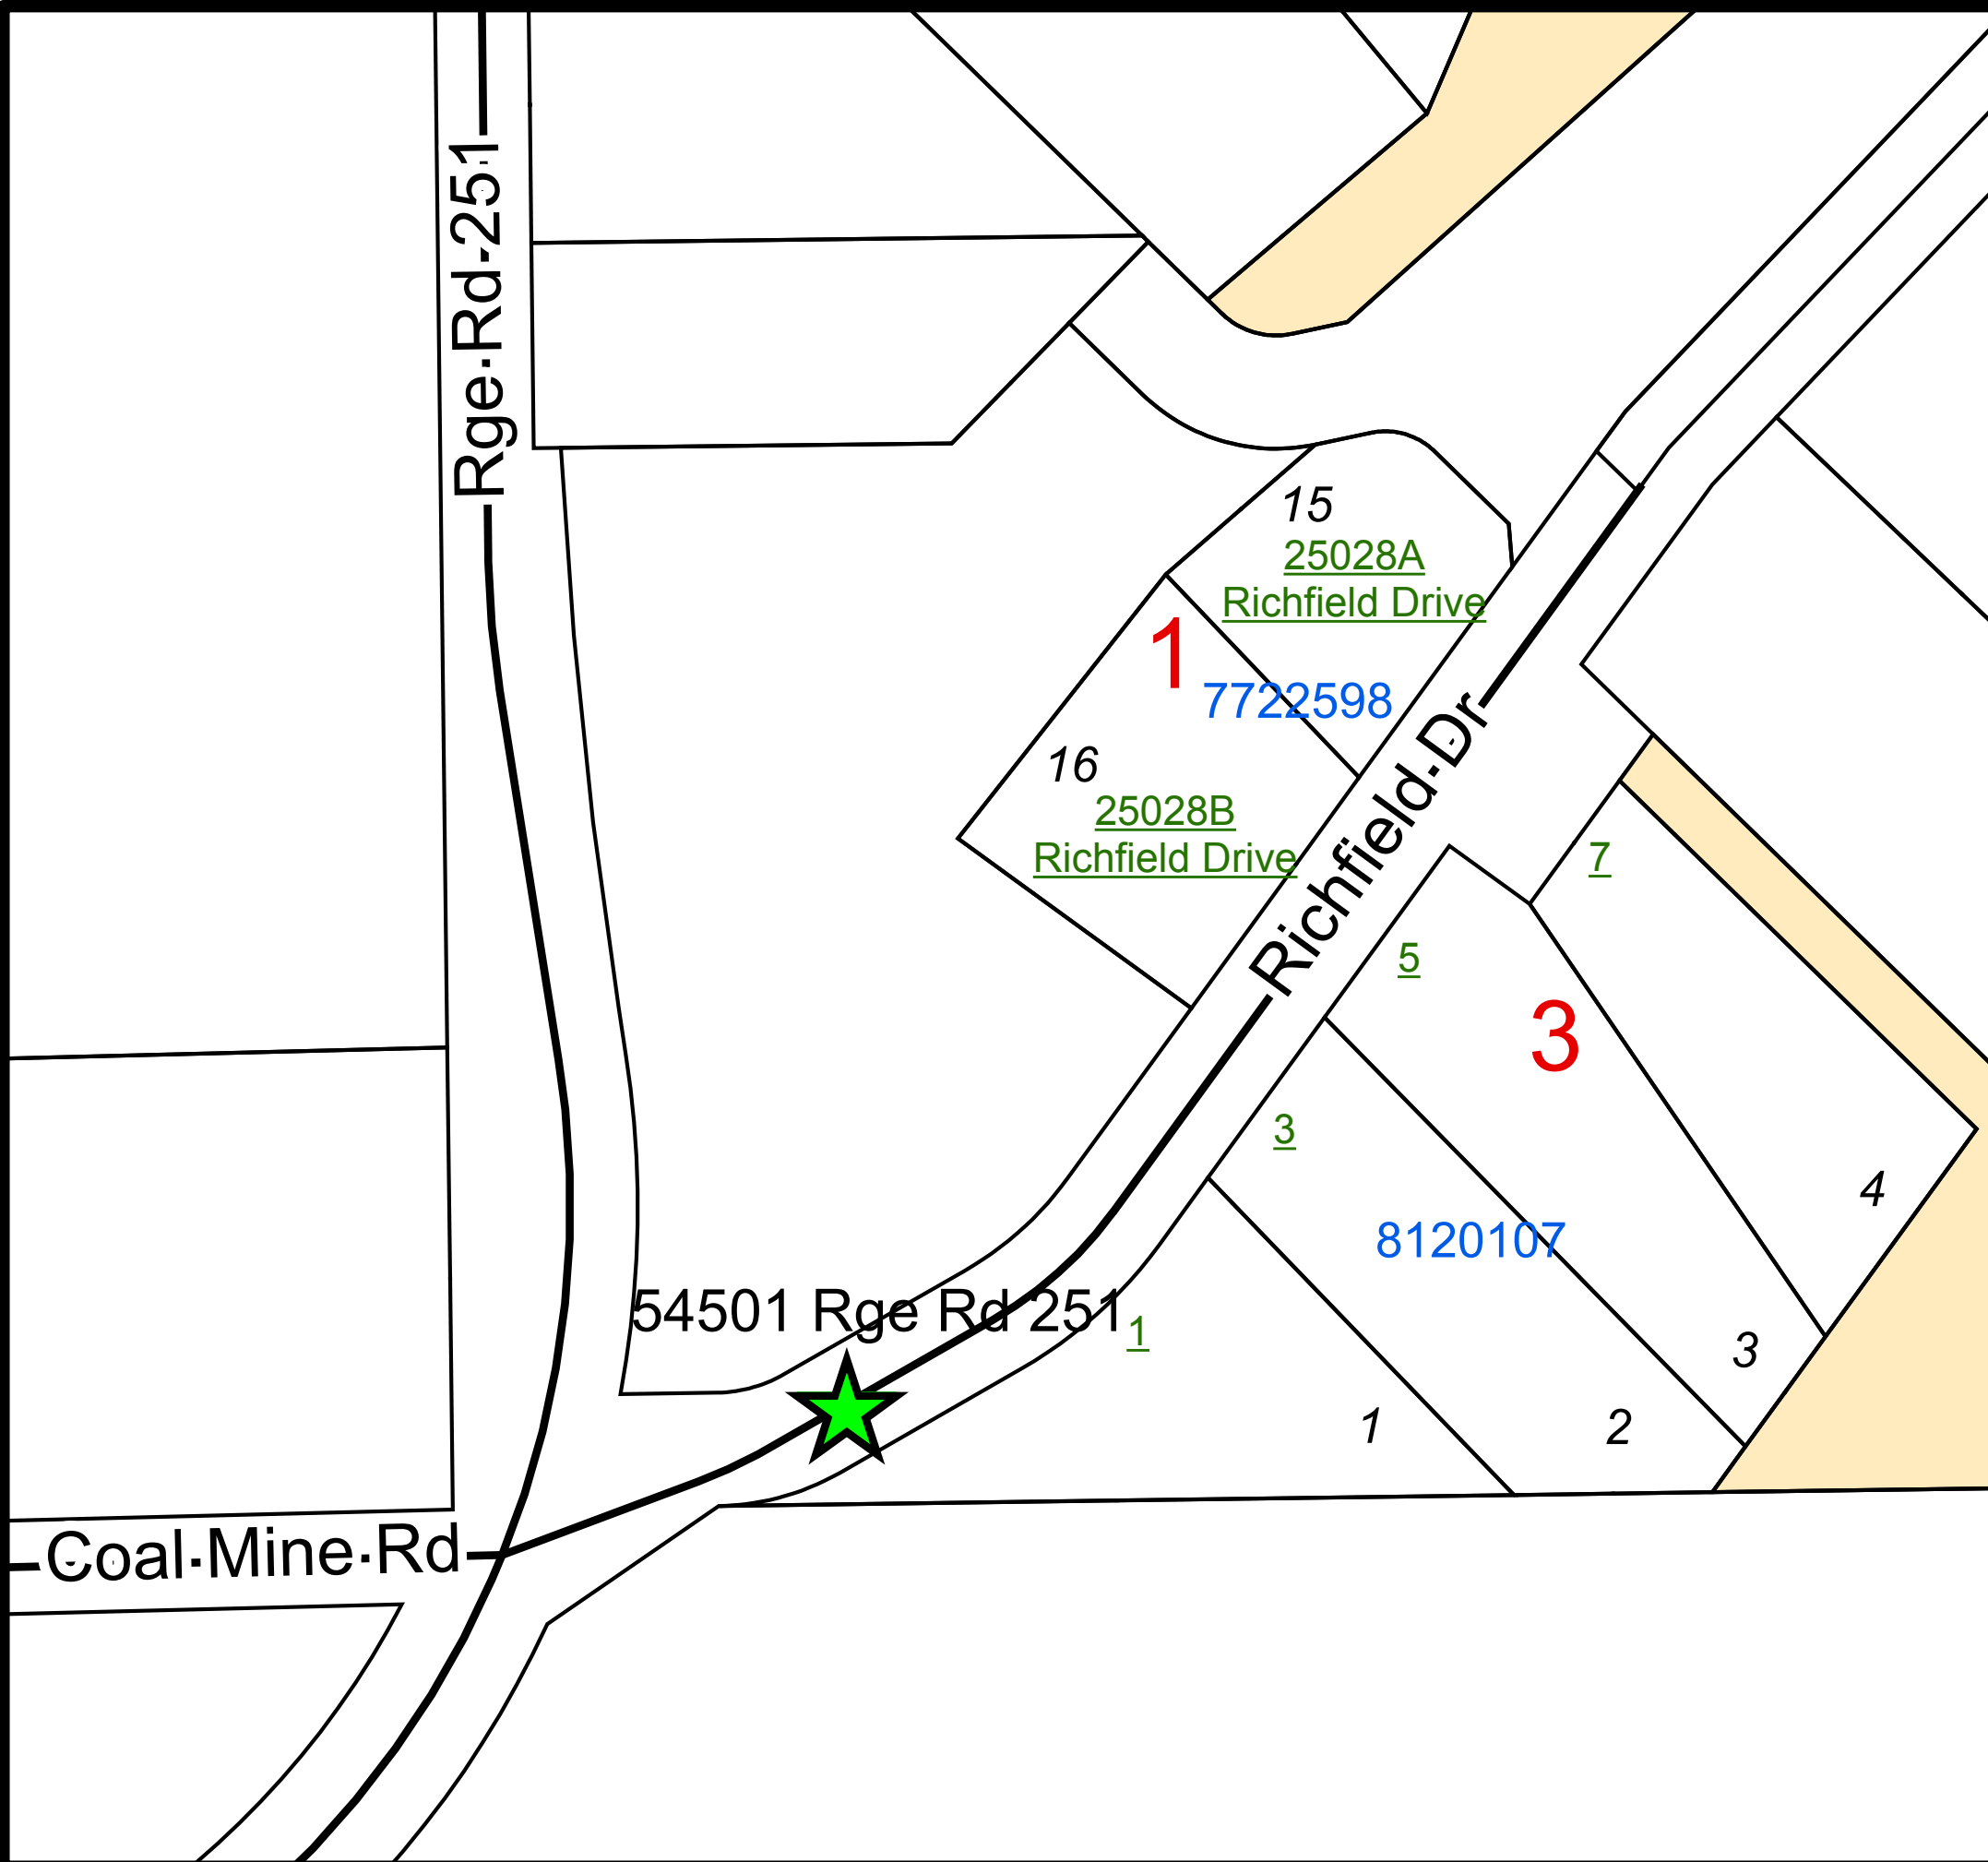 Rge Rd 251
15
25028A
Richfield Drive
1
7722598
16
25028B
Richfield Drive
Richfield Dr
7
5
3
3
4
8120107
54501 Rge Rd 251
1
3
1
2
Coal Mine Rd